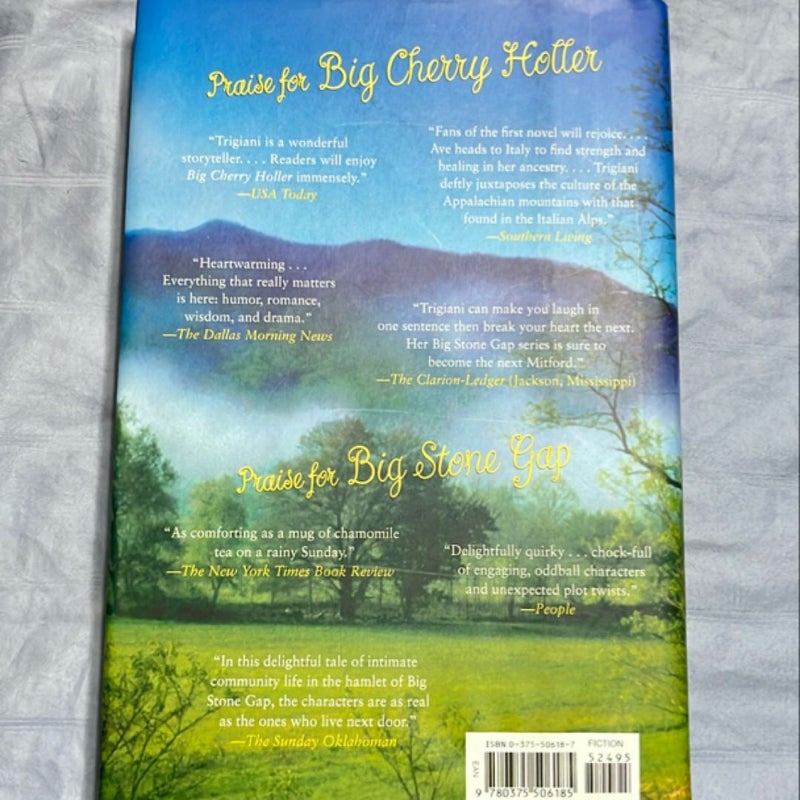 Praise for Big Cherry Holler
“Trigiani is a wonderful
storyteller. . . . Readers will enjoy
Big Cherry Holler immensely.”
—USA Today
“Fans of the first novel will rejoice. . . .
Ave heads to Italy to find strength and
healing in her ancestry. . . . Trigiani
deftly juxtaposes the culture of the
Appalachian mountains with that
found in the Italian Alps.”
—Southern Living
“Heartwarming . . .
Everything that really matters
is here: humor, romance,
wisdom, and drama.”
—The Dallas Morning News
“Trigiani can make you laugh in
one sentence then break your heart the next.
Her Big Stone Gap series is sure to
become the next Mitford.”
—The Clarion-Ledger (Jackson, Mississippi)
Praise for Big Stone Gap
“As comforting as a mug of chamomile
tea on a rainy Sunday.”
—The New York Times Book Review
“Delightfully quirky . . . chock-full
of engaging, oddball characters
and unexpected plot twists.”
—People
“In this delightful tale of intimate
community life in the hamlet of Big
Stone Gap, the characters are as real
as the ones who live next door.”
—The Sunday Oklahoman
ISBN 0-375-50618-7 FICTION
52495
EAN
9 780375 506185